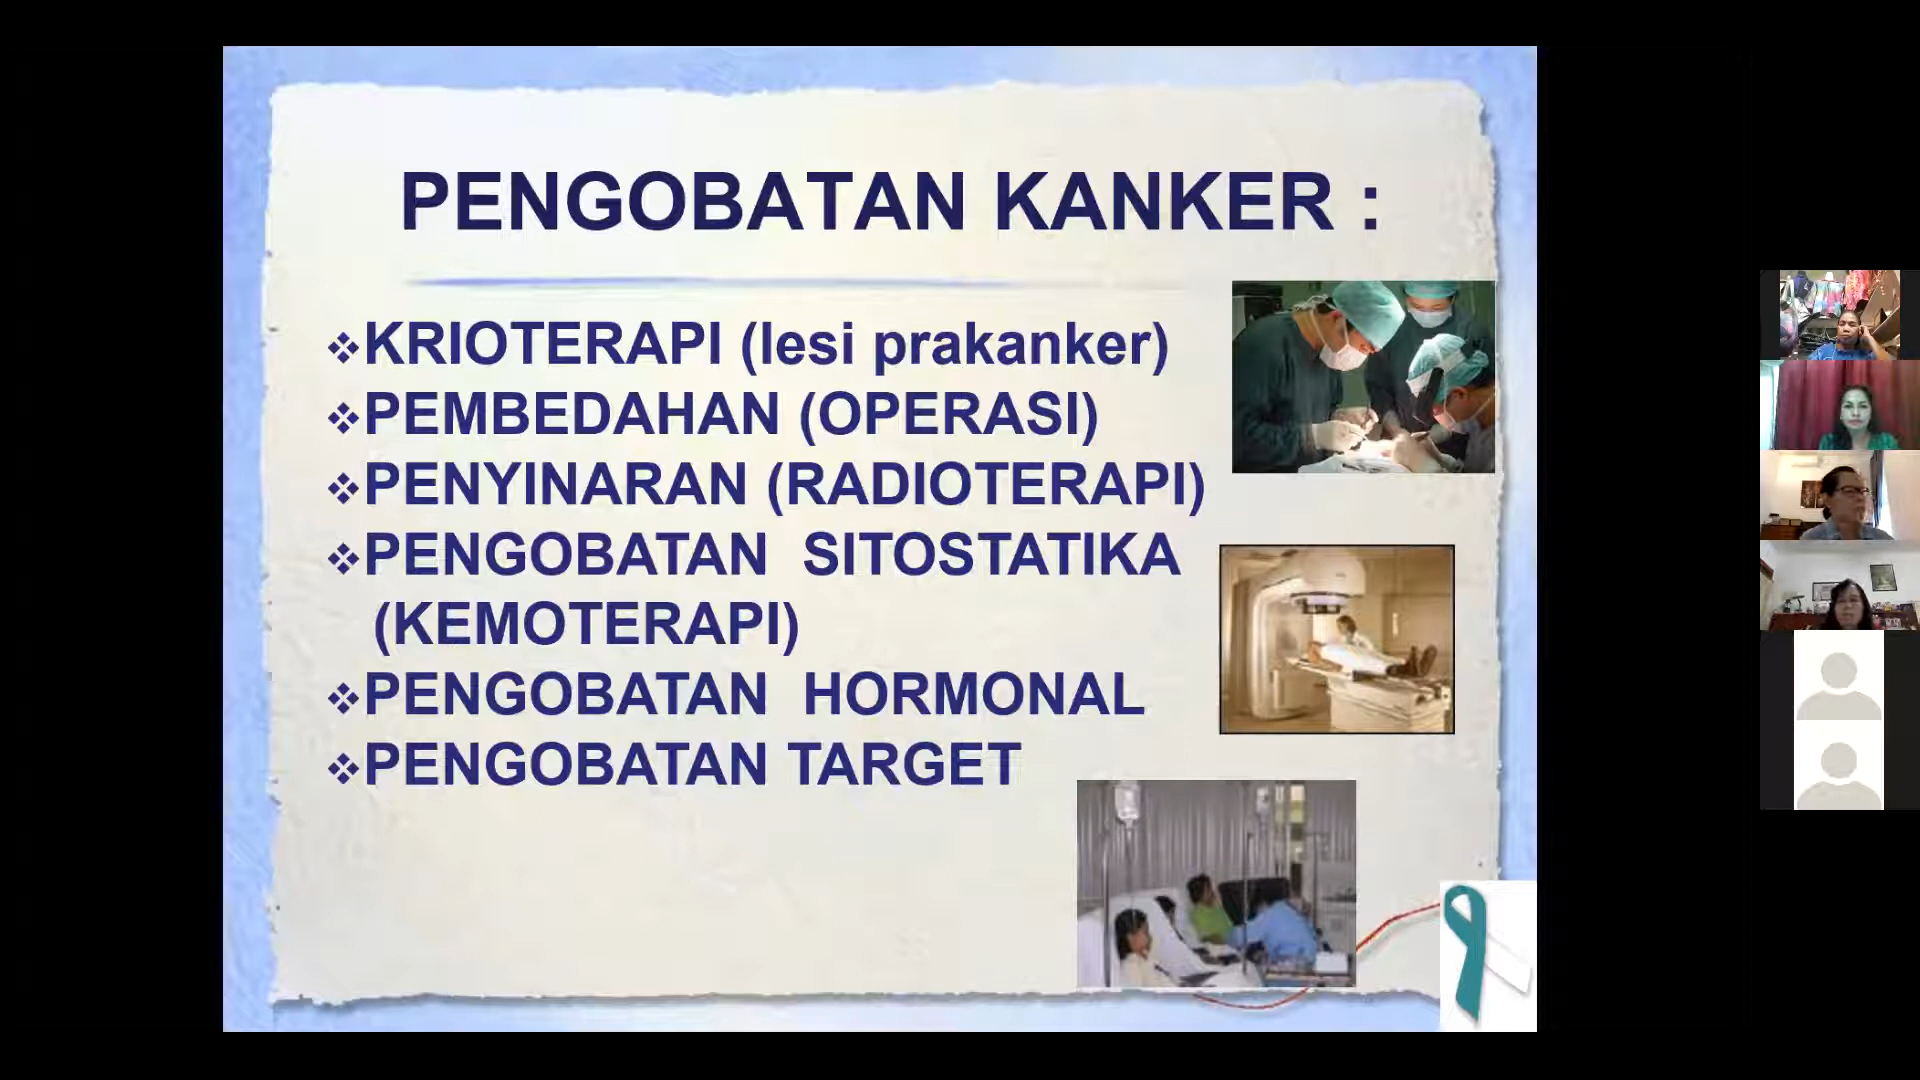 PENGOBATAN KANKER :
❖KRIOTERAPI (lesi prakanker)
❖PEMBEDAHAN (OPERASI)
❖PENYINARAN (RADIOTERAPI)
❖PENGOBATAN SITOSTATIKA
(KEMOTERAPI)
❖PENGOBATAN HORMONAL
❖PENGOBATAN TARGET